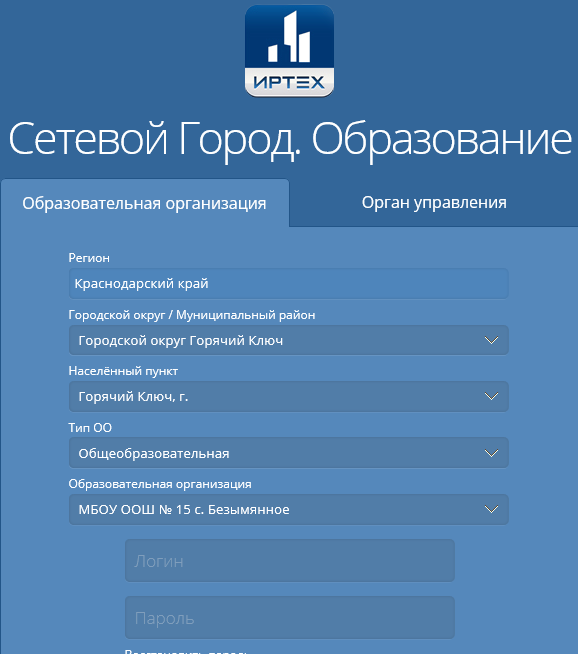 ИРТЕХ
Сетевой Город. Образование
Образовательная организация
Орган управления
Регион
Краснодарский край
Городской округ / Муниципальный район
Городской округ Горячий Ключ
Населённый пункт
Горячий Ключ, г.
Тип ОО
Общеобразовательная
Образовательная организация
МБОУ ООШ № 15 с. Безымянное
Логин
Пароль